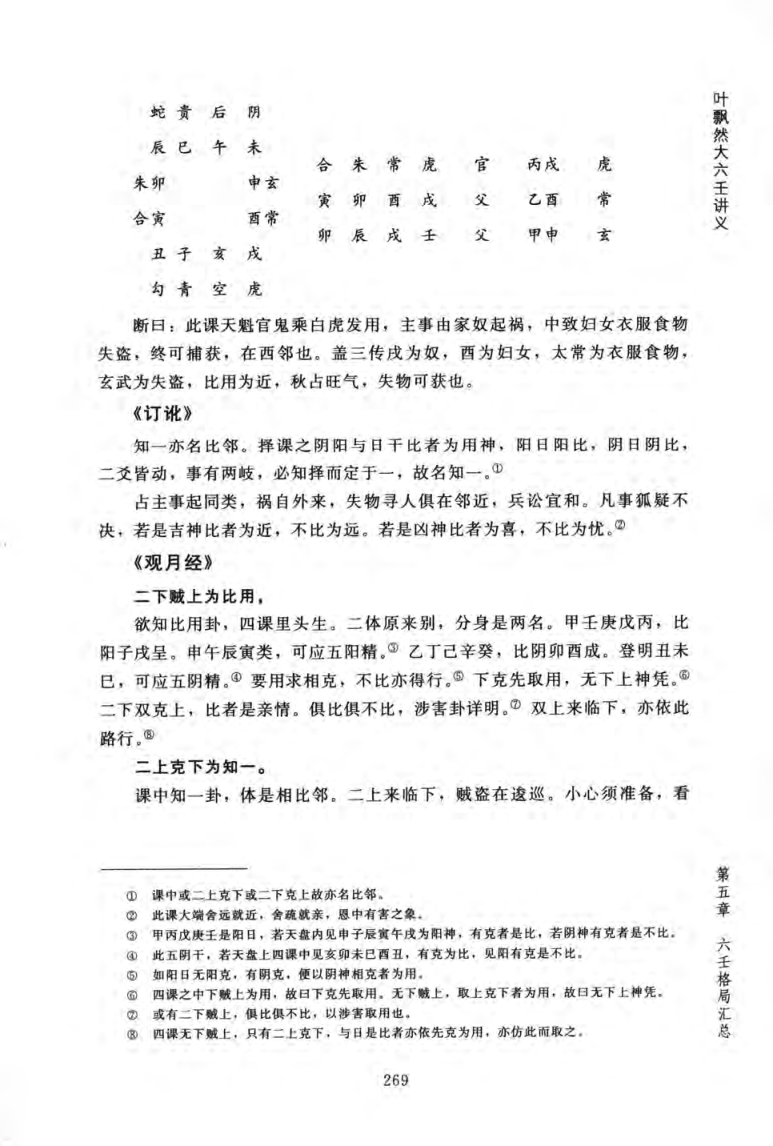 叶飘然大六壬讲义
蛇 贵 后 阴
辰 巳 午 未
朱卯 申玄
合寅 酉常
丑 子 亥 戌
勾 青 空 虎
合 朱 常 虎 官 丙戌 虎
寅 卯 酉 戌 父 乙酉 常
卯 辰 戌 壬 父 甲申 玄
断曰：此课天魁官鬼乘白虎发用，主事由家奴起祸，中致妇女衣服食物
失盗，终可捕获，在西邻也。盖三传戌为奴，酉为妇女，太常为衣服食物，
玄武为失盗，比用为近，秋占旺气，失物可获也。
《订讹》
知一亦名比邻。择课之阴阳与日干比者为用神，阳日阳比，阴日阴比，
二爻皆动，事有两岐，必知择而定于一，故名知一。①
占主事起同类，祸自外来，失物寻人俱在邻近，兵讼宜和。凡事狐疑不
决，若是吉神比者为近，不比为远。若是凶神比者为喜，不比为忧。②
《观月经》
二下贼上为比用，
欲知比用卦，四课里头生。二体原来别，分身是两名。甲壬庚戊丙，比
阳子戌呈。申午辰寅类，可应五阳精。③ 乙丁己辛癸，比阴卯酉成。登明丑未
巳，可应五阴精。④ 要用求相克，不比亦得行。⑤ 下克先取用，无下上神凭。⑥
二下双克上，比者是亲情。俱比俱不比，涉害卦详明。⑦ 双上来临下，亦依此
路行。⑧
二上克下为知一。
课中知一卦，体是相比邻。二上来临下，贼盗在逡巡。小心须准备，看
① 课中或二上克下或二下克上故亦名比邻。
② 此课大端舍远就近，舍疏就亲，恩中有害之象。
③ 甲丙戊庚壬是阳日，若天盘内见申子辰寅午戌为阳神，有克者是比，若阴神有克者是不比。
④ 此五阴干，若天盘上四课中见亥卯未巳酉丑，有克为比，见阳有克是不比。
⑤ 如阳日无阳克，有阴克，便以阴神相克者为用。
⑥ 四课之中下贼上为用，故曰下克先取用。无下贼上，取上克下者为用，故曰无下上神凭。
⑦ 或有二下贼上，俱比俱不比，以涉害取用也。
⑧ 四课无下贼上，只有二上克下，与日是比者亦依先克为用，亦仿此而取之。
第五章 六壬格局汇总
269